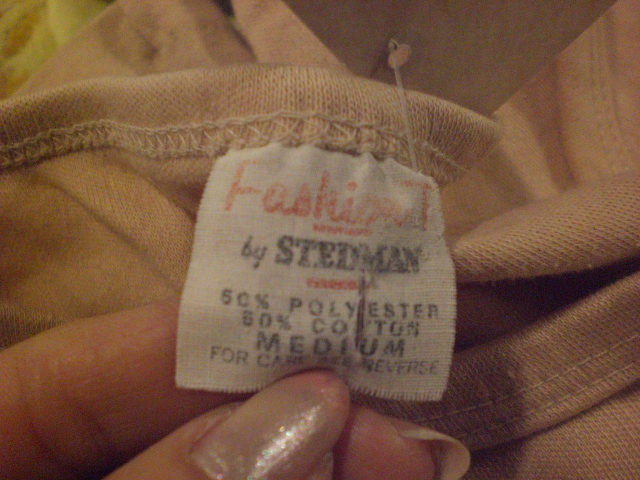 Fashion T
by STEDMAN
50% POLYESTER
50% COTTON
MEDIUM
FOR CARE SEE REVERSE